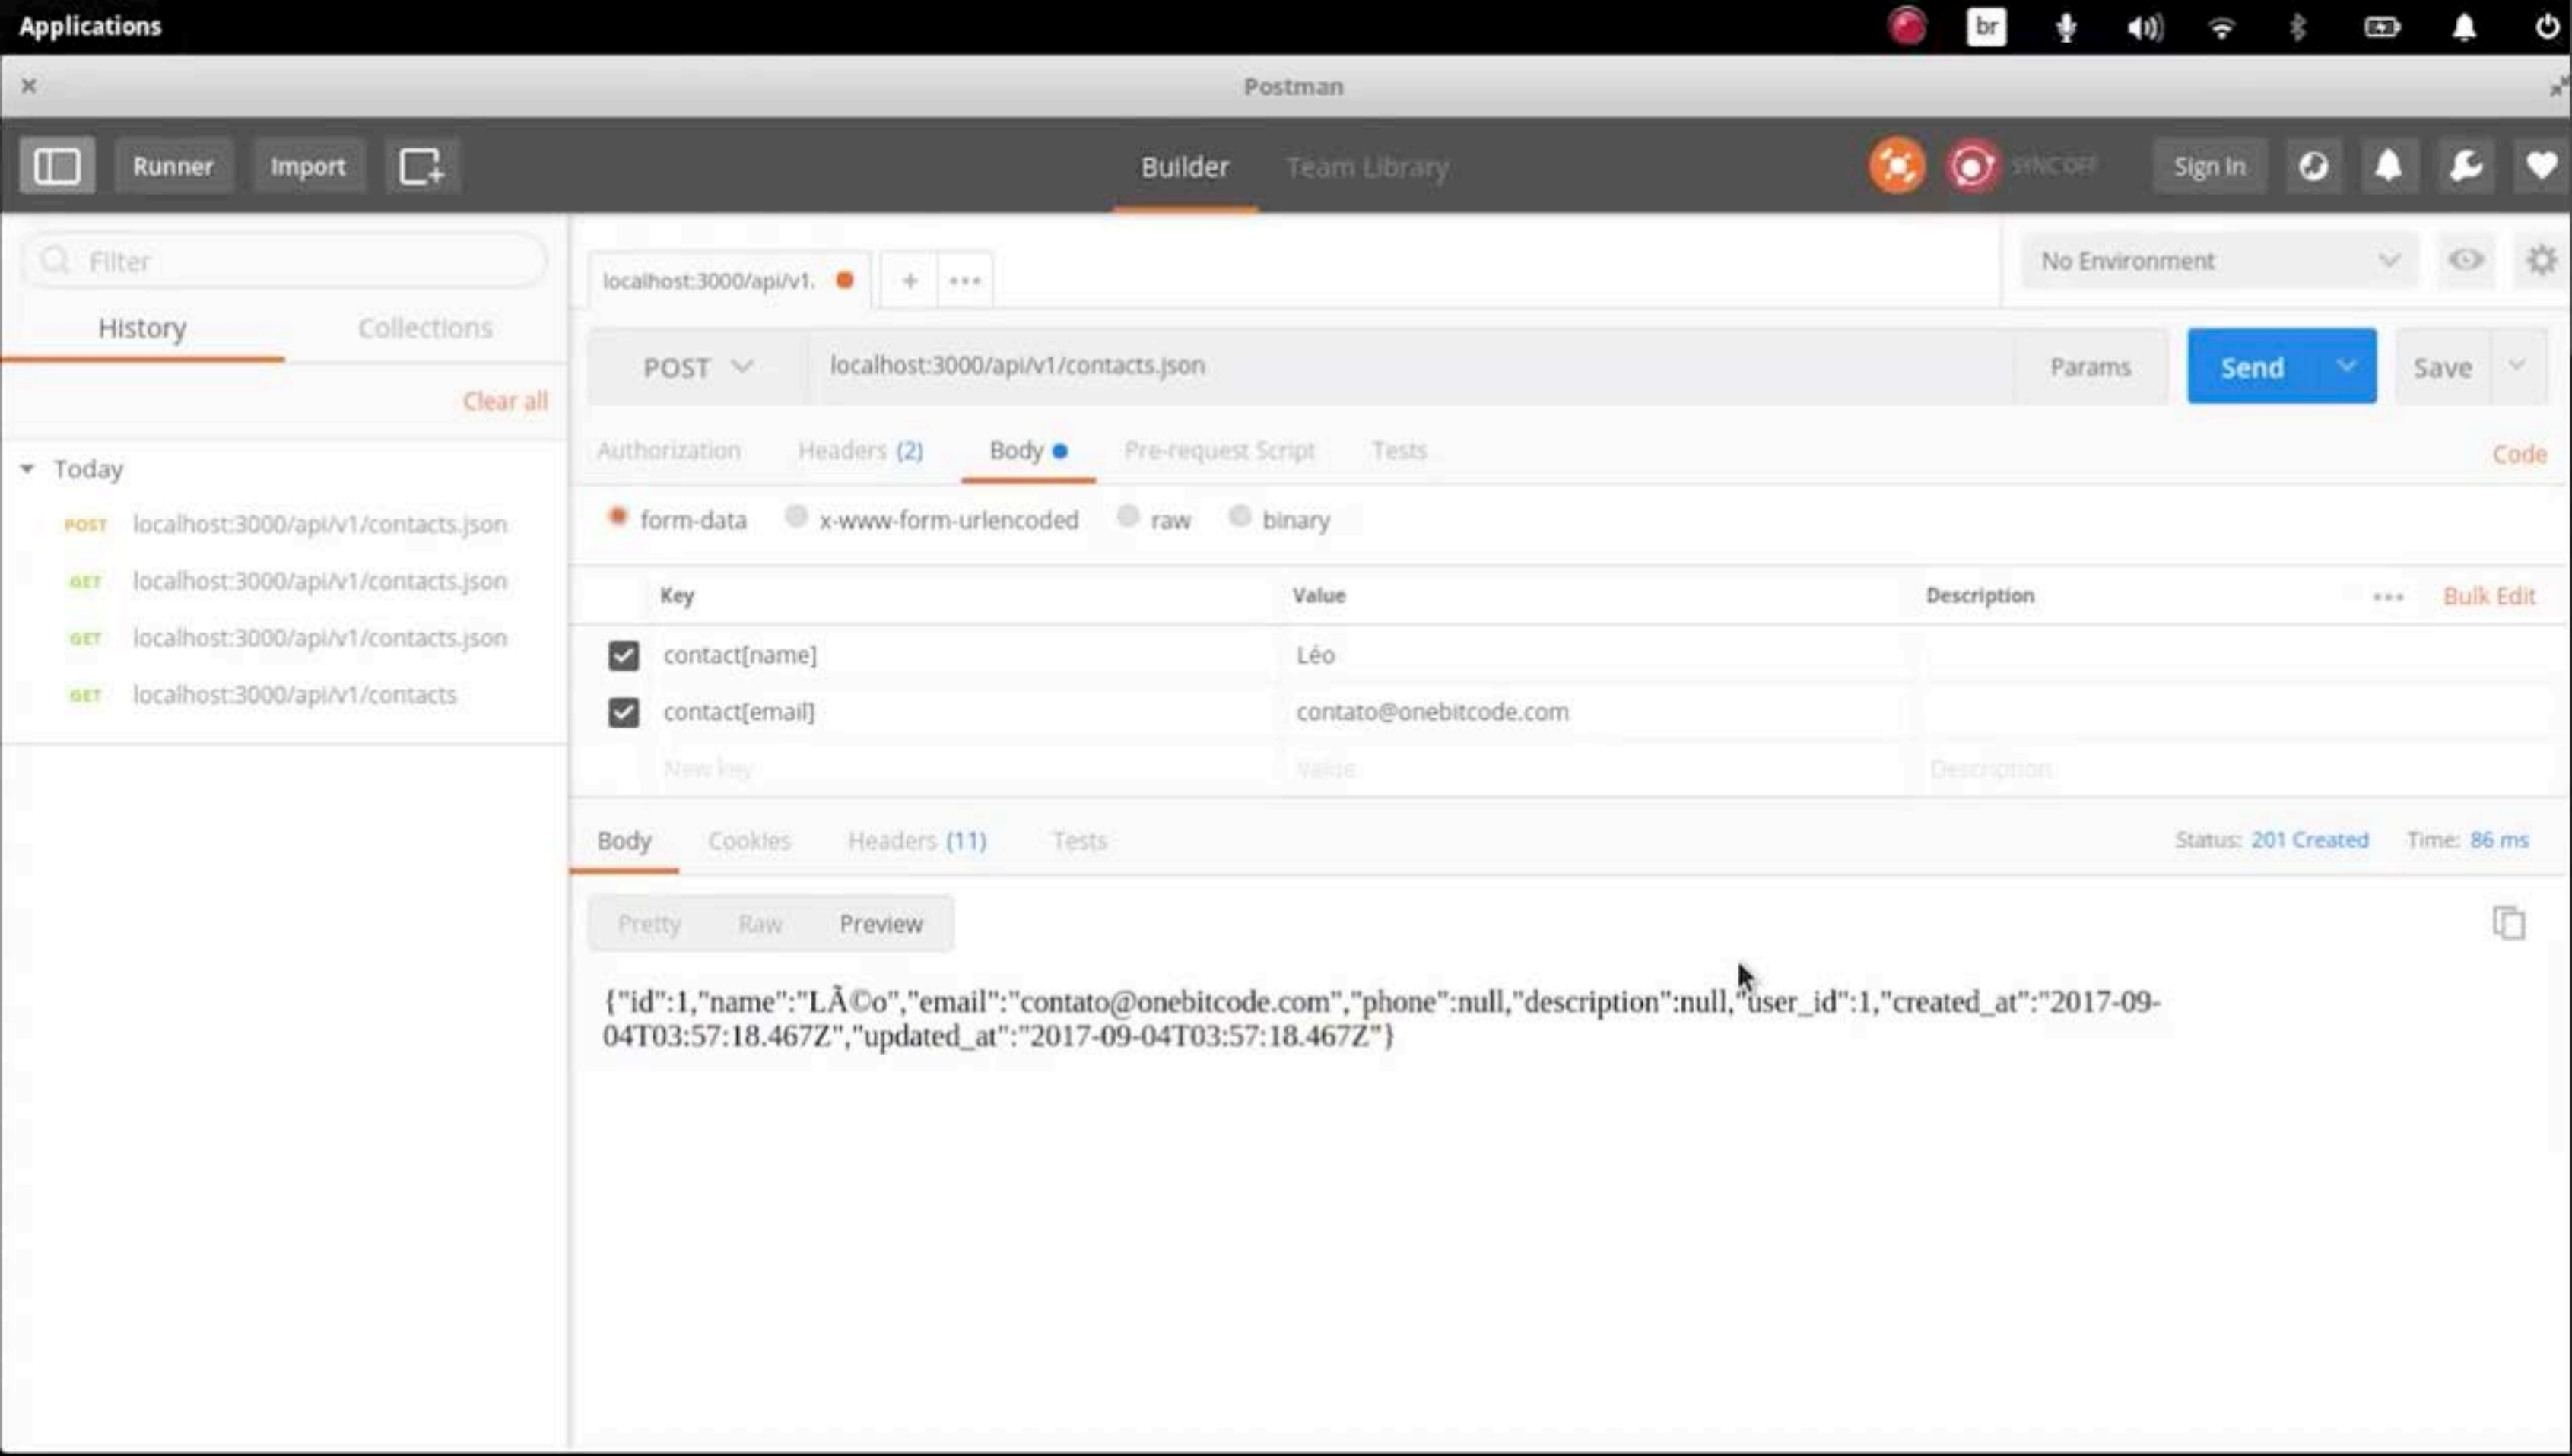 Applications
br
Postman
Runner Import Builder Team Library SYNC OFF Sign In
Filter
localhost:3000/api/v1. + ••• No Environment
History Collections
POST localhost:3000/api/v1/contacts.json Params Send Save
Clear all
Authorization Headers (2) Body Pre-request Script Tests Code
Today
form-data x-www-form-urlencoded raw binary
POST localhost:3000/api/v1/contacts.json
GET localhost:3000/api/v1/contacts.json
GET localhost:3000/api/v1/contacts.json
GET localhost:3000/api/v1/contacts
Key Value Description ••• Bulk Edit
contact[name] Léo
contact[email] contato@onebitcode.com
New key Value Description
Body Cookies Headers (11) Tests Status: 201 Created Time: 86 ms
Pretty Raw Preview
{"id":1,"name":"LÃ©o","email":"contato@onebitcode.com","phone":null,"description":null,"user_id":1,"created_at":"2017-09-
04T03:57:18.467Z","updated_at":"2017-09-04T03:57:18.467Z"}